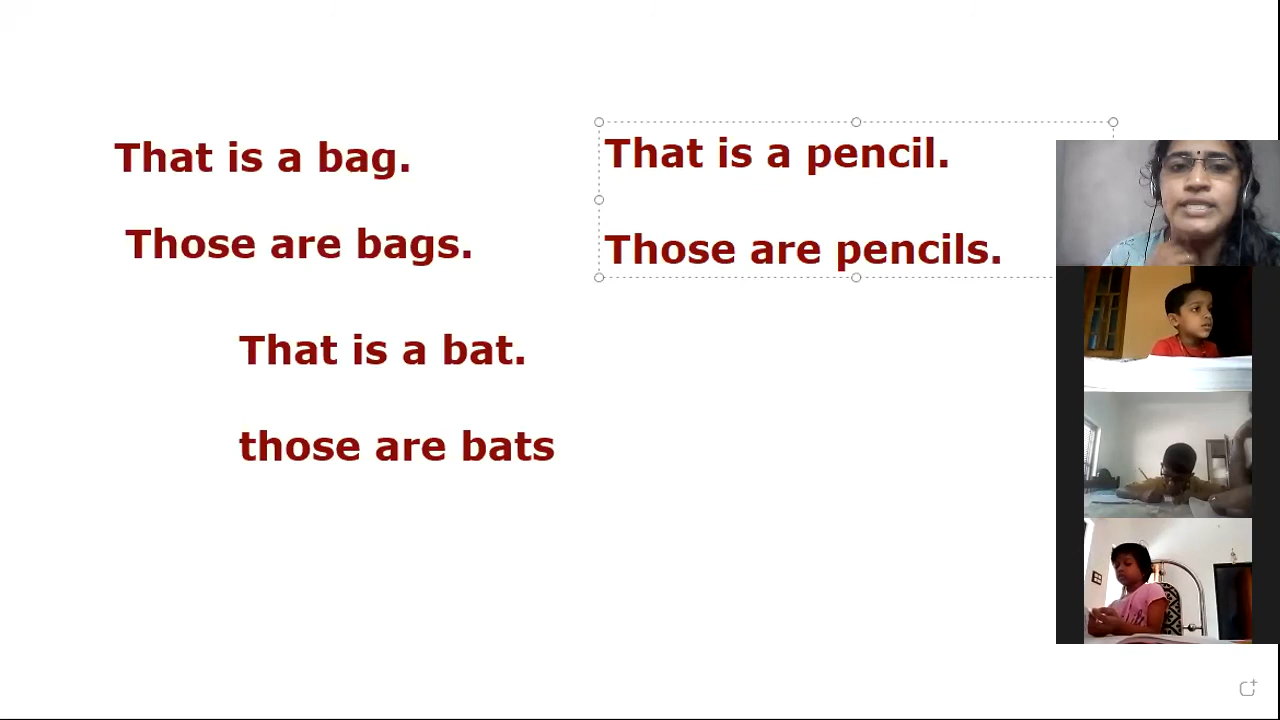 That is a bag.
Those are bags.
That is a pencil.
Those are pencils.
That is a bat.
those are bats